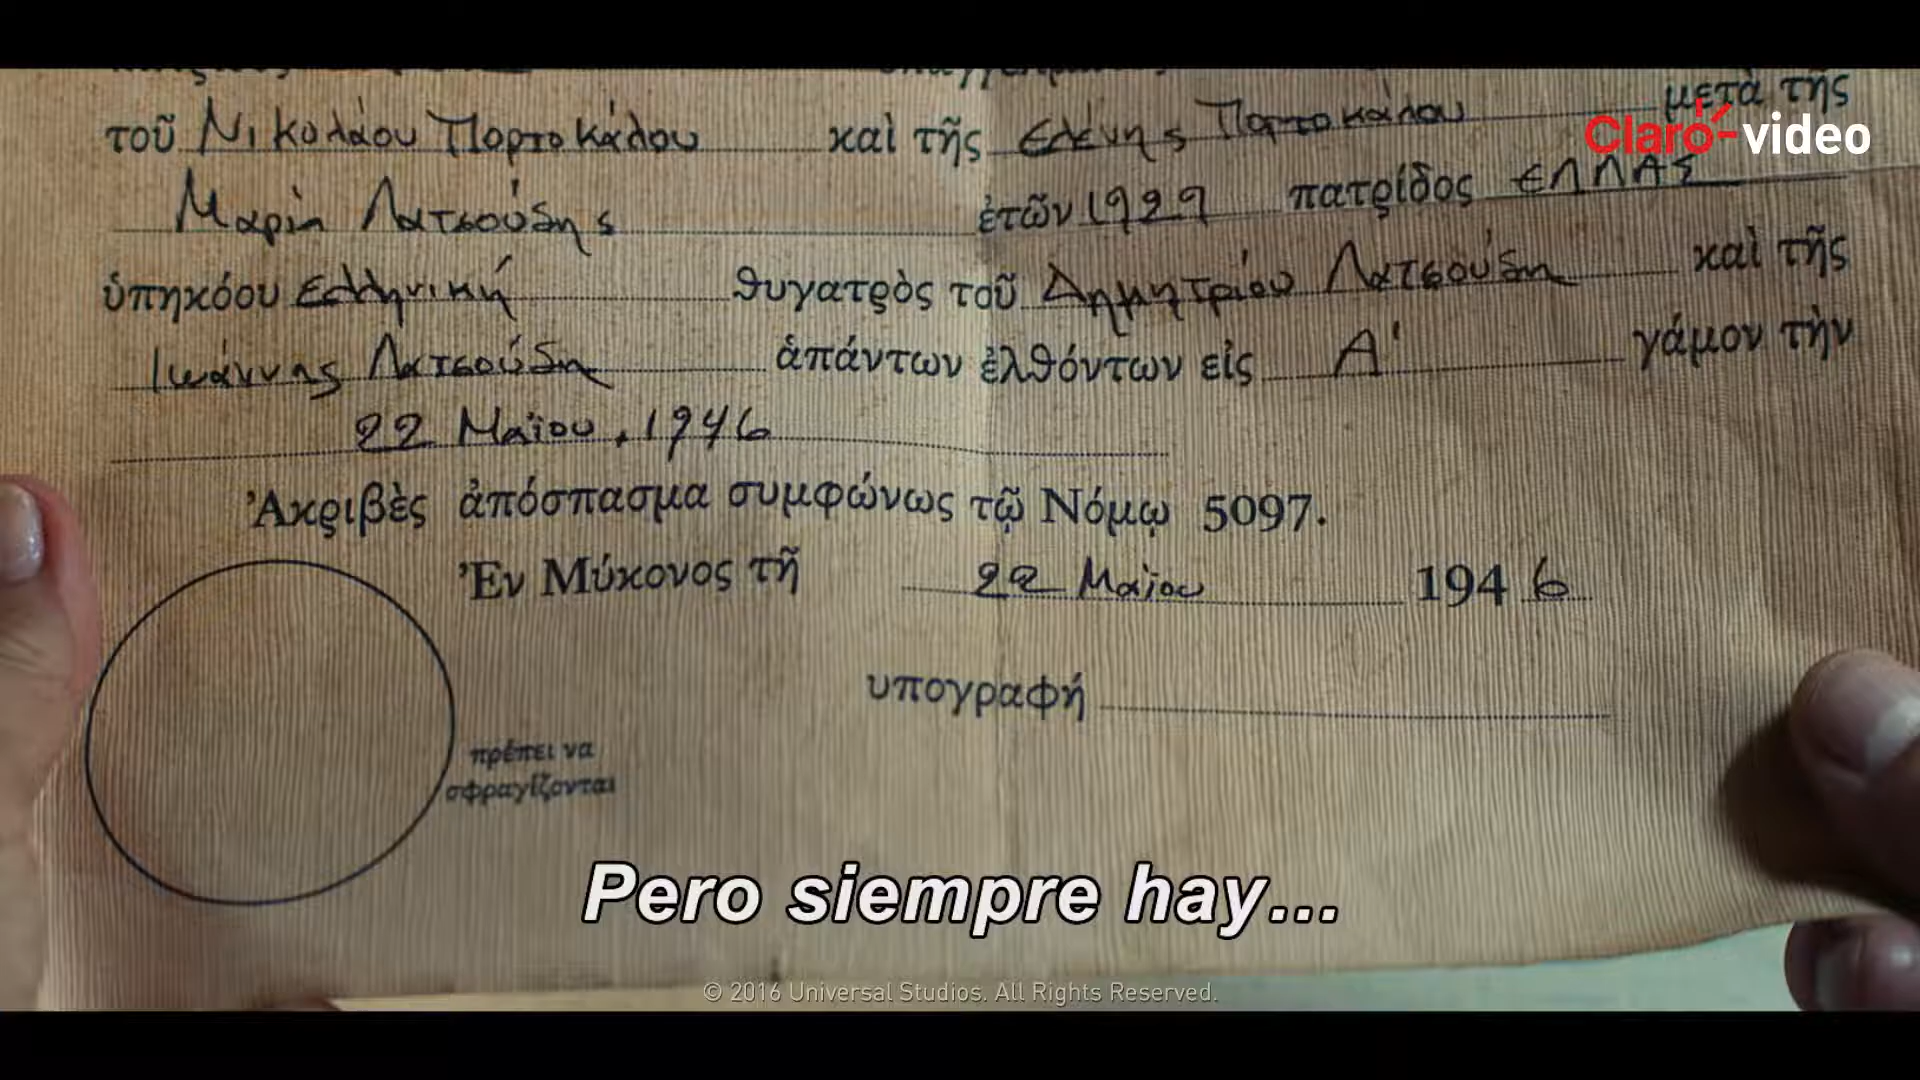 μετὰ τῆς
τοῦ Νικολάου Πορτοκάλου καὶ τῆς Ελένης Πορτοκάλου
Claro-video
Μαρία Λατσούδης ἐτῶν 1929 πατρίδος ΕΛΛΑΣ
ὑπηκόου Ελληνική θυγατρὸς τοῦ Δημητρίου Λατσούδη καὶ τῆς
Ιωάννης Λατσούδη ἁπάντων ἐλθόντων εἰς Α' γάμον τὴν
22 Μαΐου, 1946
Ἀκριβὲς ἀπόσπασμα συμφώνως τῷ Νόμῳ 5097.
Ἐν Μύκονος τῇ 22 Μαΐου 1946
υπογραφή
πρέπει να
σφραγίζονται
Pero siempre hay...
© 2016 Universal Studios. All Rights Reserved.